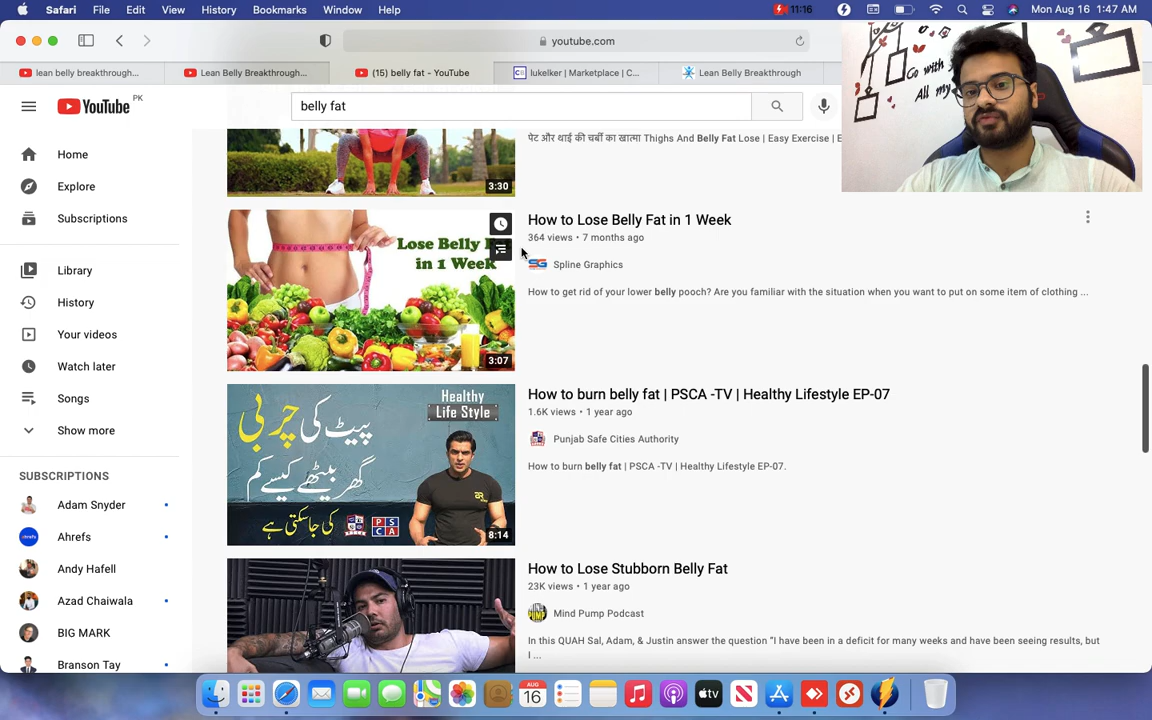 Safari File Edit View History Bookmarks Window Help
11:16
Mon Aug 16 1:47 AM
youtube.com
lean belly breakthrough...
Lean Belly Breakthrough...
(15) belly fat - YouTube
lukelker | Marketplace | C...
Lean Belly Breakthrough
YouTube PK
belly fat
Go with
All my
Home
Explore
Subscriptions
Library
History
Your videos
Watch later
Songs
Show more
SUBSCRIPTIONS
Adam Snyder
Ahrefs
Andy Hafell
Azad Chaiwala
BIG MARK
Branson Tay
3:30
पेट और थाई की चर्बी का खात्मा Thighs And Belly Fat Lose | Easy Exercise | E
Lose Belly F
in 1 Week
3:07
How to Lose Belly Fat in 1 Week
364 views • 7 months ago
SG Spline Graphics
How to get rid of your lower belly pooch? Are you familiar with the situation when you want to put on some item of clothing ...
Healthy
Life Style
پیٹ کی چربی
گھر بیٹھے کیسے کم
کی جاسکتی ہے
PS
CA
8:14
How to burn belly fat | PSCA -TV | Healthy Lifestyle EP-07
1.6K views • 1 year ago
Punjab Safe Cities Authority
How to burn belly fat | PSCA -TV | Healthy Lifestyle EP-07.
How to Lose Stubborn Belly Fat
23K views • 1 year ago
MIND PUMP
Mind Pump Podcast
In this QUAH Sal, Adam, & Justin answer the question "I have been in a deficit for many weeks and have been seeing results, but
I ...
AUG
16
tv